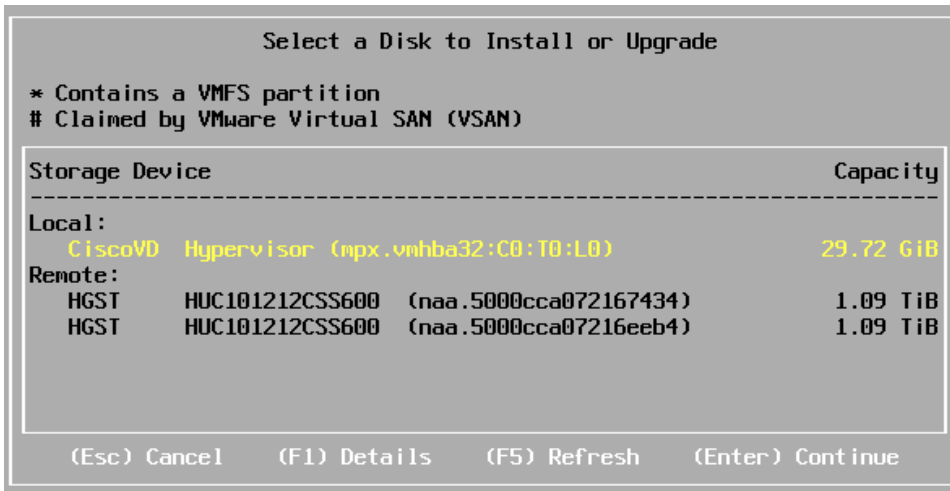 Select a Disk to Install or Upgrade
* Contains a VMFS partition
# Claimed by VMware Virtual SAN (VSAN)
Storage Device Capacity
Local:
CiscoVD Hypervisor (mpx.vmhba32:C0:T0:L0) 29.72 GiB
Remote:
HGST HUC101212CSS600 (naa.5000cca072167434) 1.09 TiB
HGST HUC101212CSS600 (naa.5000cca07216eeb4) 1.09 TiB
(Esc) Cancel (F1) Details (F5) Refresh (Enter) Continue